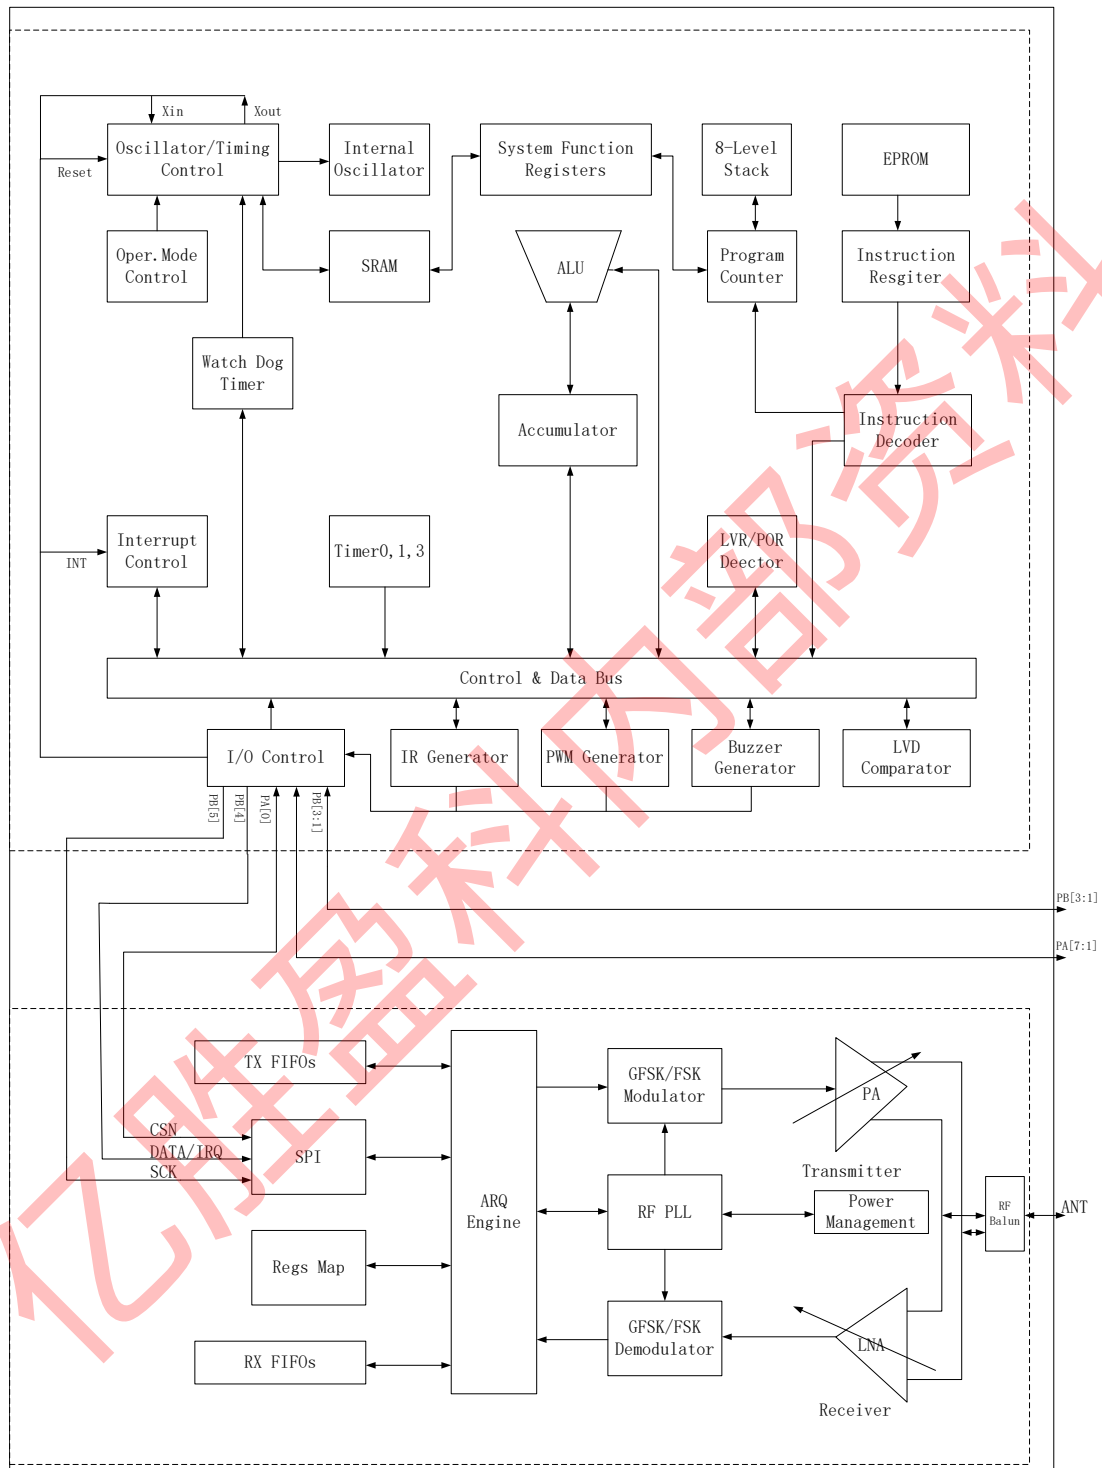 Xin
Xout
Oscillator/Timing
Control
Reset
Internal
Oscillator
System Function
Registers
8-Level
Stack
EPROM
Oper.Mode
Control
SRAM
ALU
Program
Counter
Instruction
Resgiter
Watch Dog
Timer
Accumulator
Instruction
Decoder
INT
Interrupt
Control
Timer0,1,3
LVR/POR
Deector
Control & Data Bus
I/O Control
IR Generator
PWM Generator
Buzzer
Generator
LVD
Comparator
PB[5]
PB[4]
PA[0]
PB[3:1]
PB[3:1]
PA[7:1]
TX FIFOs
CSN
DATA/IRQ
SCK
SPI
Regs Map
RX FIFOs
ARQ
Engine
GFSK/FSK
Modulator
PA
Transmitter
RF PLL
Power
Management
RF
Balun
ANT
GFSK/FSK
Demodulator
LNA
Receiver
亿胜盈科内部资料